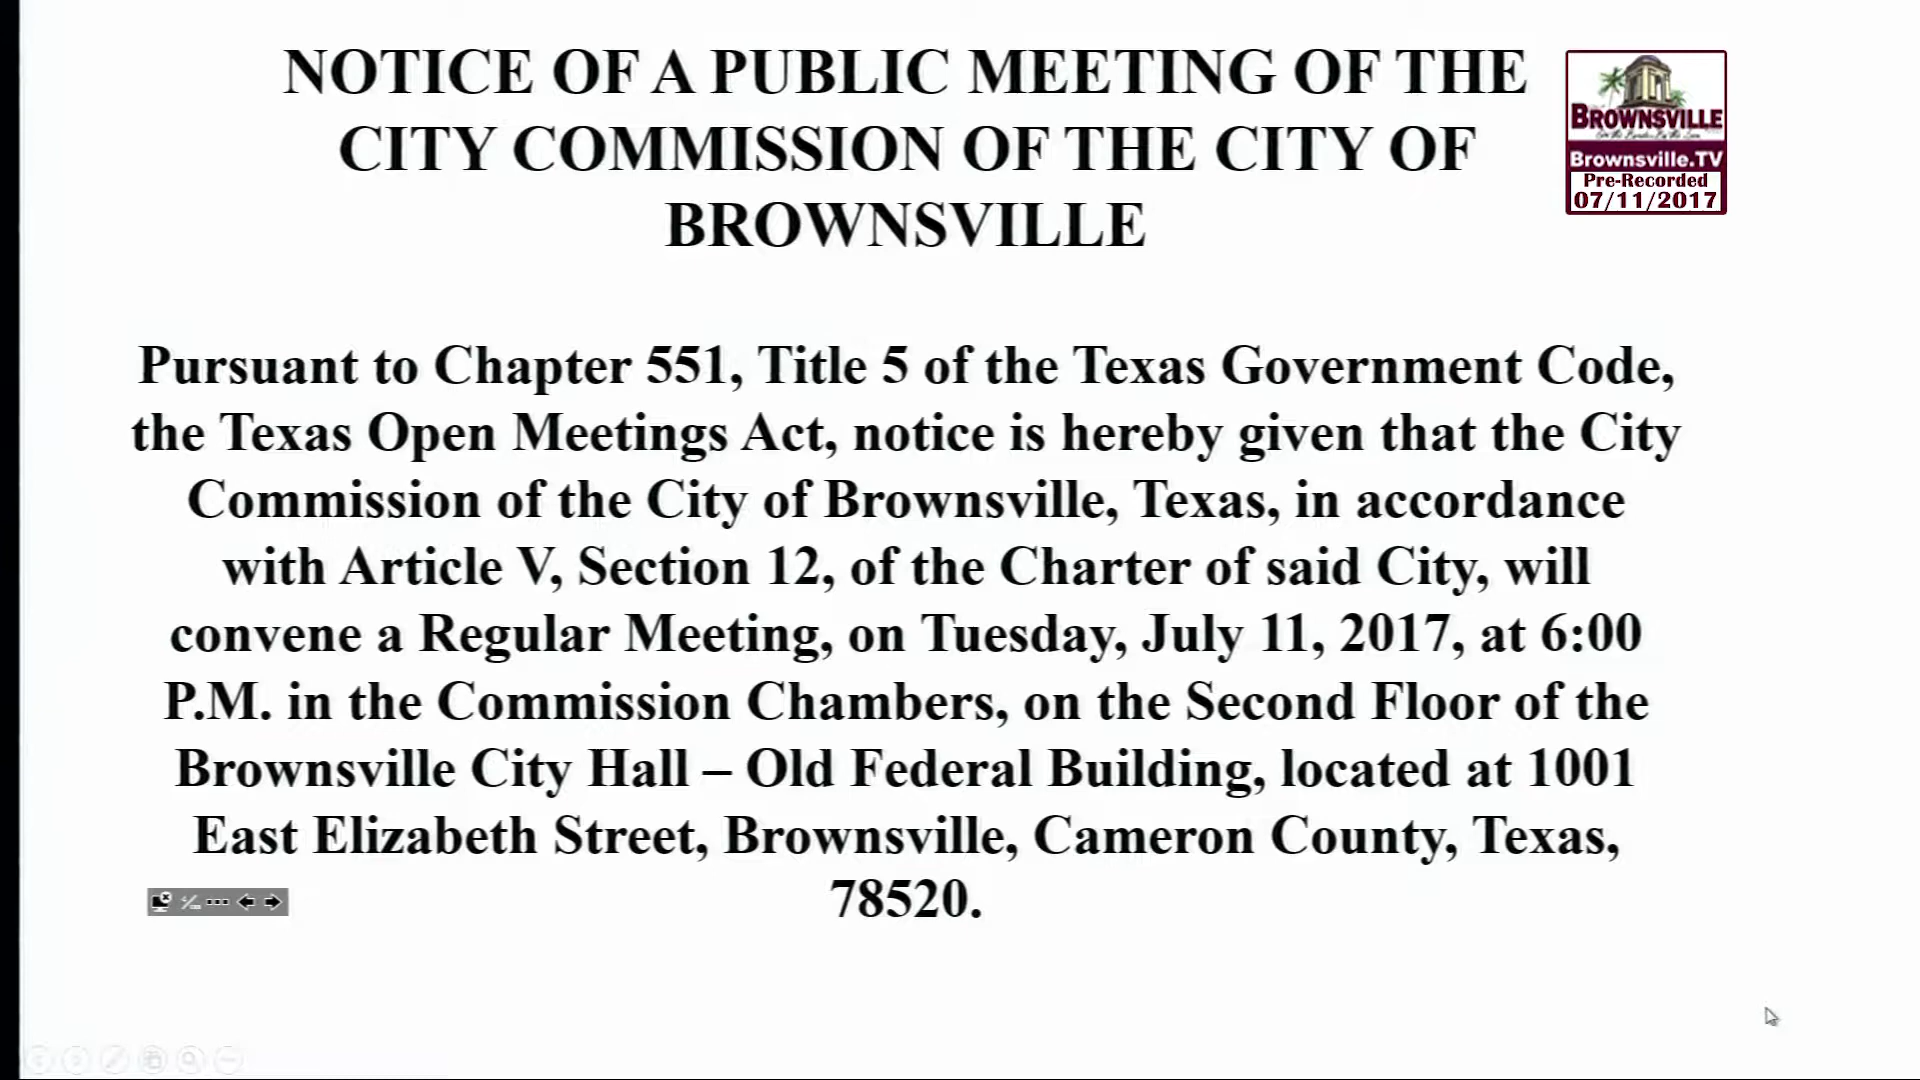 NOTICE OF A PUBLIC MEETING OF THE
CITY COMMISSION OF THE CITY OF
BROWNSVILLE
BROWNSVILLE
Brownsville.TV
Pre-Recorded
07/11/2017
Pursuant to Chapter 551, Title 5 of the Texas Government Code,
the Texas Open Meetings Act, notice is hereby given that the City
Commission of the City of Brownsville, Texas, in accordance
with Article V, Section 12, of the Charter of said City, will
convene a Regular Meeting, on Tuesday, July 11, 2017, at 6:00
P.M. in the Commission Chambers, on the Second Floor of the
Brownsville City Hall – Old Federal Building, located at 1001
East Elizabeth Street, Brownsville, Cameron County, Texas,
78520.